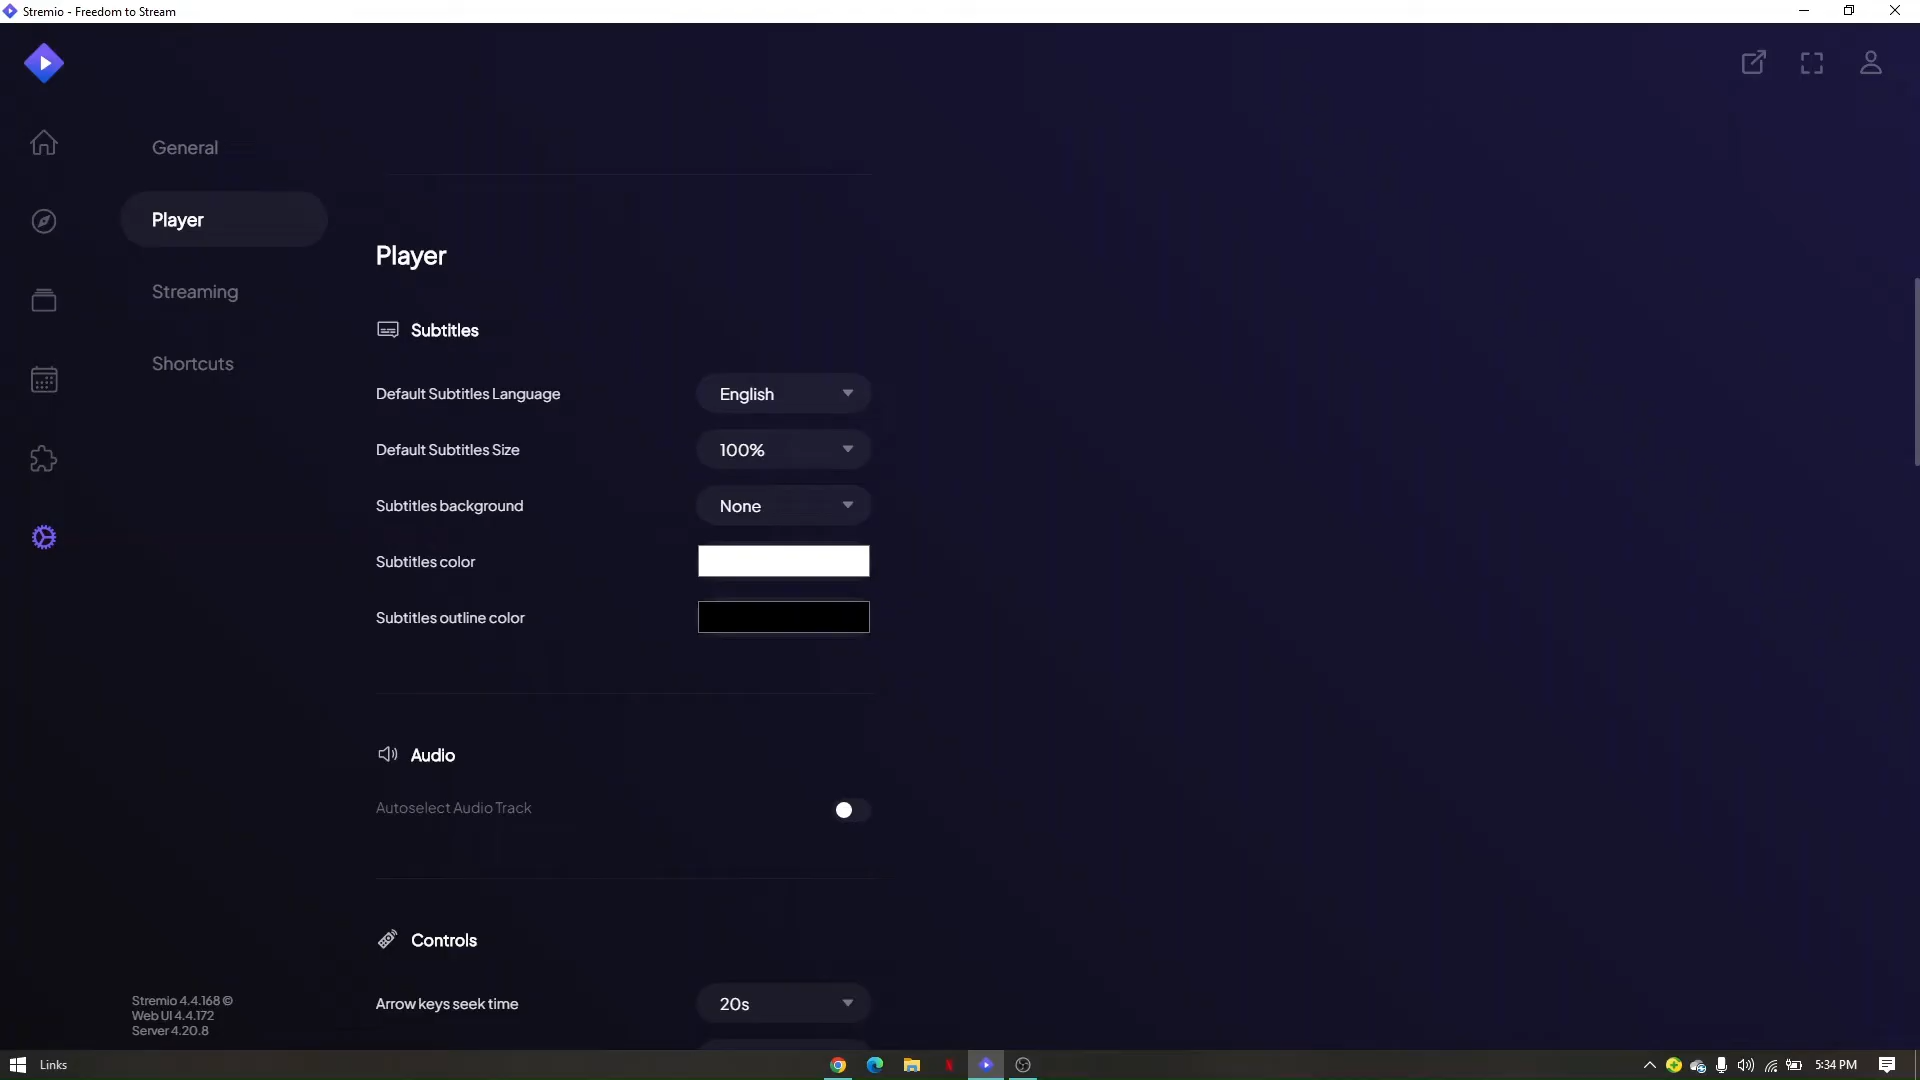 Stremio - Freedom to Stream
General
Player
Streaming
Shortcuts
Player
Subtitles
Default Subtitles Language English
Default Subtitles Size 100%
Subtitles background None
Subtitles color
Subtitles outline color
Audio
Autoselect Audio Track
Controls
Arrow keys seek time 20s
Stremio 4.4.168 ©
Web UI 4.4.172
Server 4.20.8
Links
5:34 PM